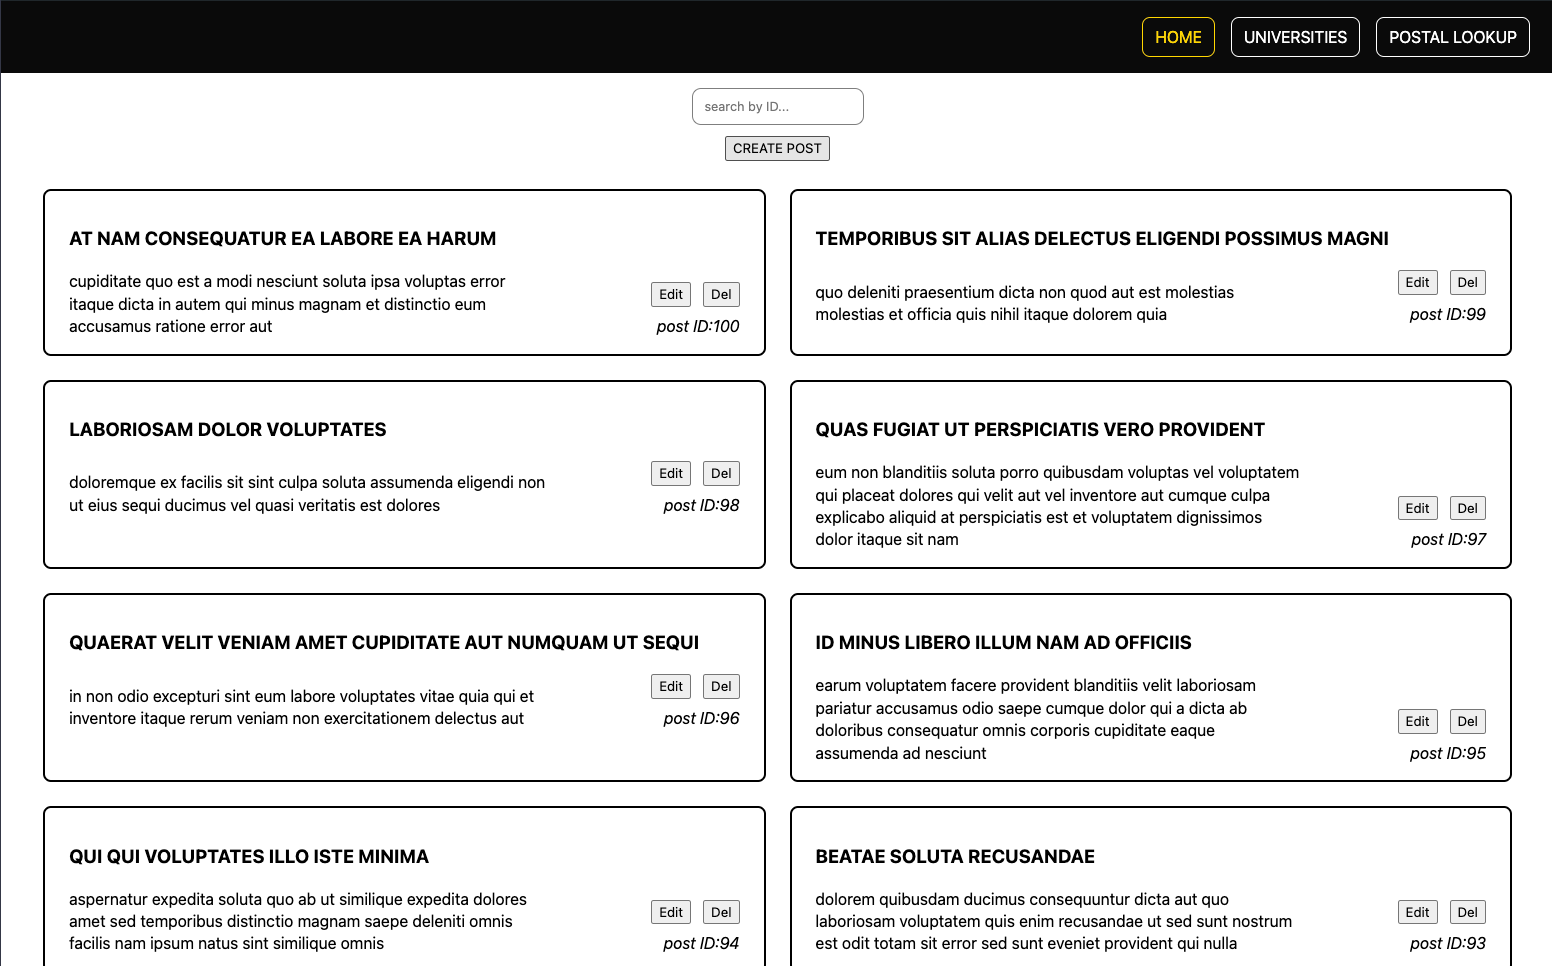 HOME
UNIVERSITIES
POSTAL LOOKUP
search by ID...
CREATE POST
AT NAM CONSEQUATUR EA LABORE EA HARUM
cupiditate quo est a modi nesciunt soluta ipsa voluptas error
itaque dicta in autem qui minus magnam et distinctio eum
accusamus ratione error aut
Edit
Del
post ID:100
TEMPORIBUS SIT ALIAS DELECTUS ELIGENDI POSSIMUS MAGNI
quo deleniti praesentium dicta non quod aut est molestias
molestias et officia quis nihil itaque dolorem quia
Edit
Del
post ID:99
LABORIOSAM DOLOR VOLUPTATES
doloremque ex facilis sit sint culpa soluta assumenda eligendi non
ut eius sequi ducimus vel quasi veritatis est dolores
Edit
Del
post ID:98
QUAS FUGIAT UT PERSPICIATIS VERO PROVIDENT
eum non blanditiis soluta porro quibusdam voluptas vel voluptatem
qui placeat dolores qui velit aut vel inventore aut cumque culpa
explicabo aliquid at perspiciatis est et voluptatem dignissimos
dolor itaque sit nam
Edit
Del
post ID:97
QUAERAT VELIT VENIAM AMET CUPIDITATE AUT NUMQUAM UT SEQUI
in non odio excepturi sint eum labore voluptates vitae quia qui et
inventore itaque rerum veniam non exercitationem delectus aut
Edit
Del
post ID:96
ID MINUS LIBERO ILLUM NAM AD OFFICIIS
earum voluptatem facere provident blanditiis velit laboriosam
pariatur accusamus odio saepe cumque dolor qui a dicta ab
doloribus consequatur omnis corporis cupiditate eaque
assumenda ad nesciunt
Edit
Del
post ID:95
QUI QUI VOLUPTATES ILLO ISTE MINIMA
aspernatur expedita soluta quo ab ut similique expedita dolores
amet sed temporibus distinctio magnam saepe deleniti omnis
facilis nam ipsum natus sint similique omnis
Edit
Del
post ID:94
BEATAE SOLUTA RECUSANDAE
dolorem quibusdam ducimus consequuntur dicta aut quo
laboriosam voluptatem quis enim recusandae ut sed sunt nostrum
est odit totam sit error sed sunt eveniet provident qui nulla
Edit
Del
post ID:93